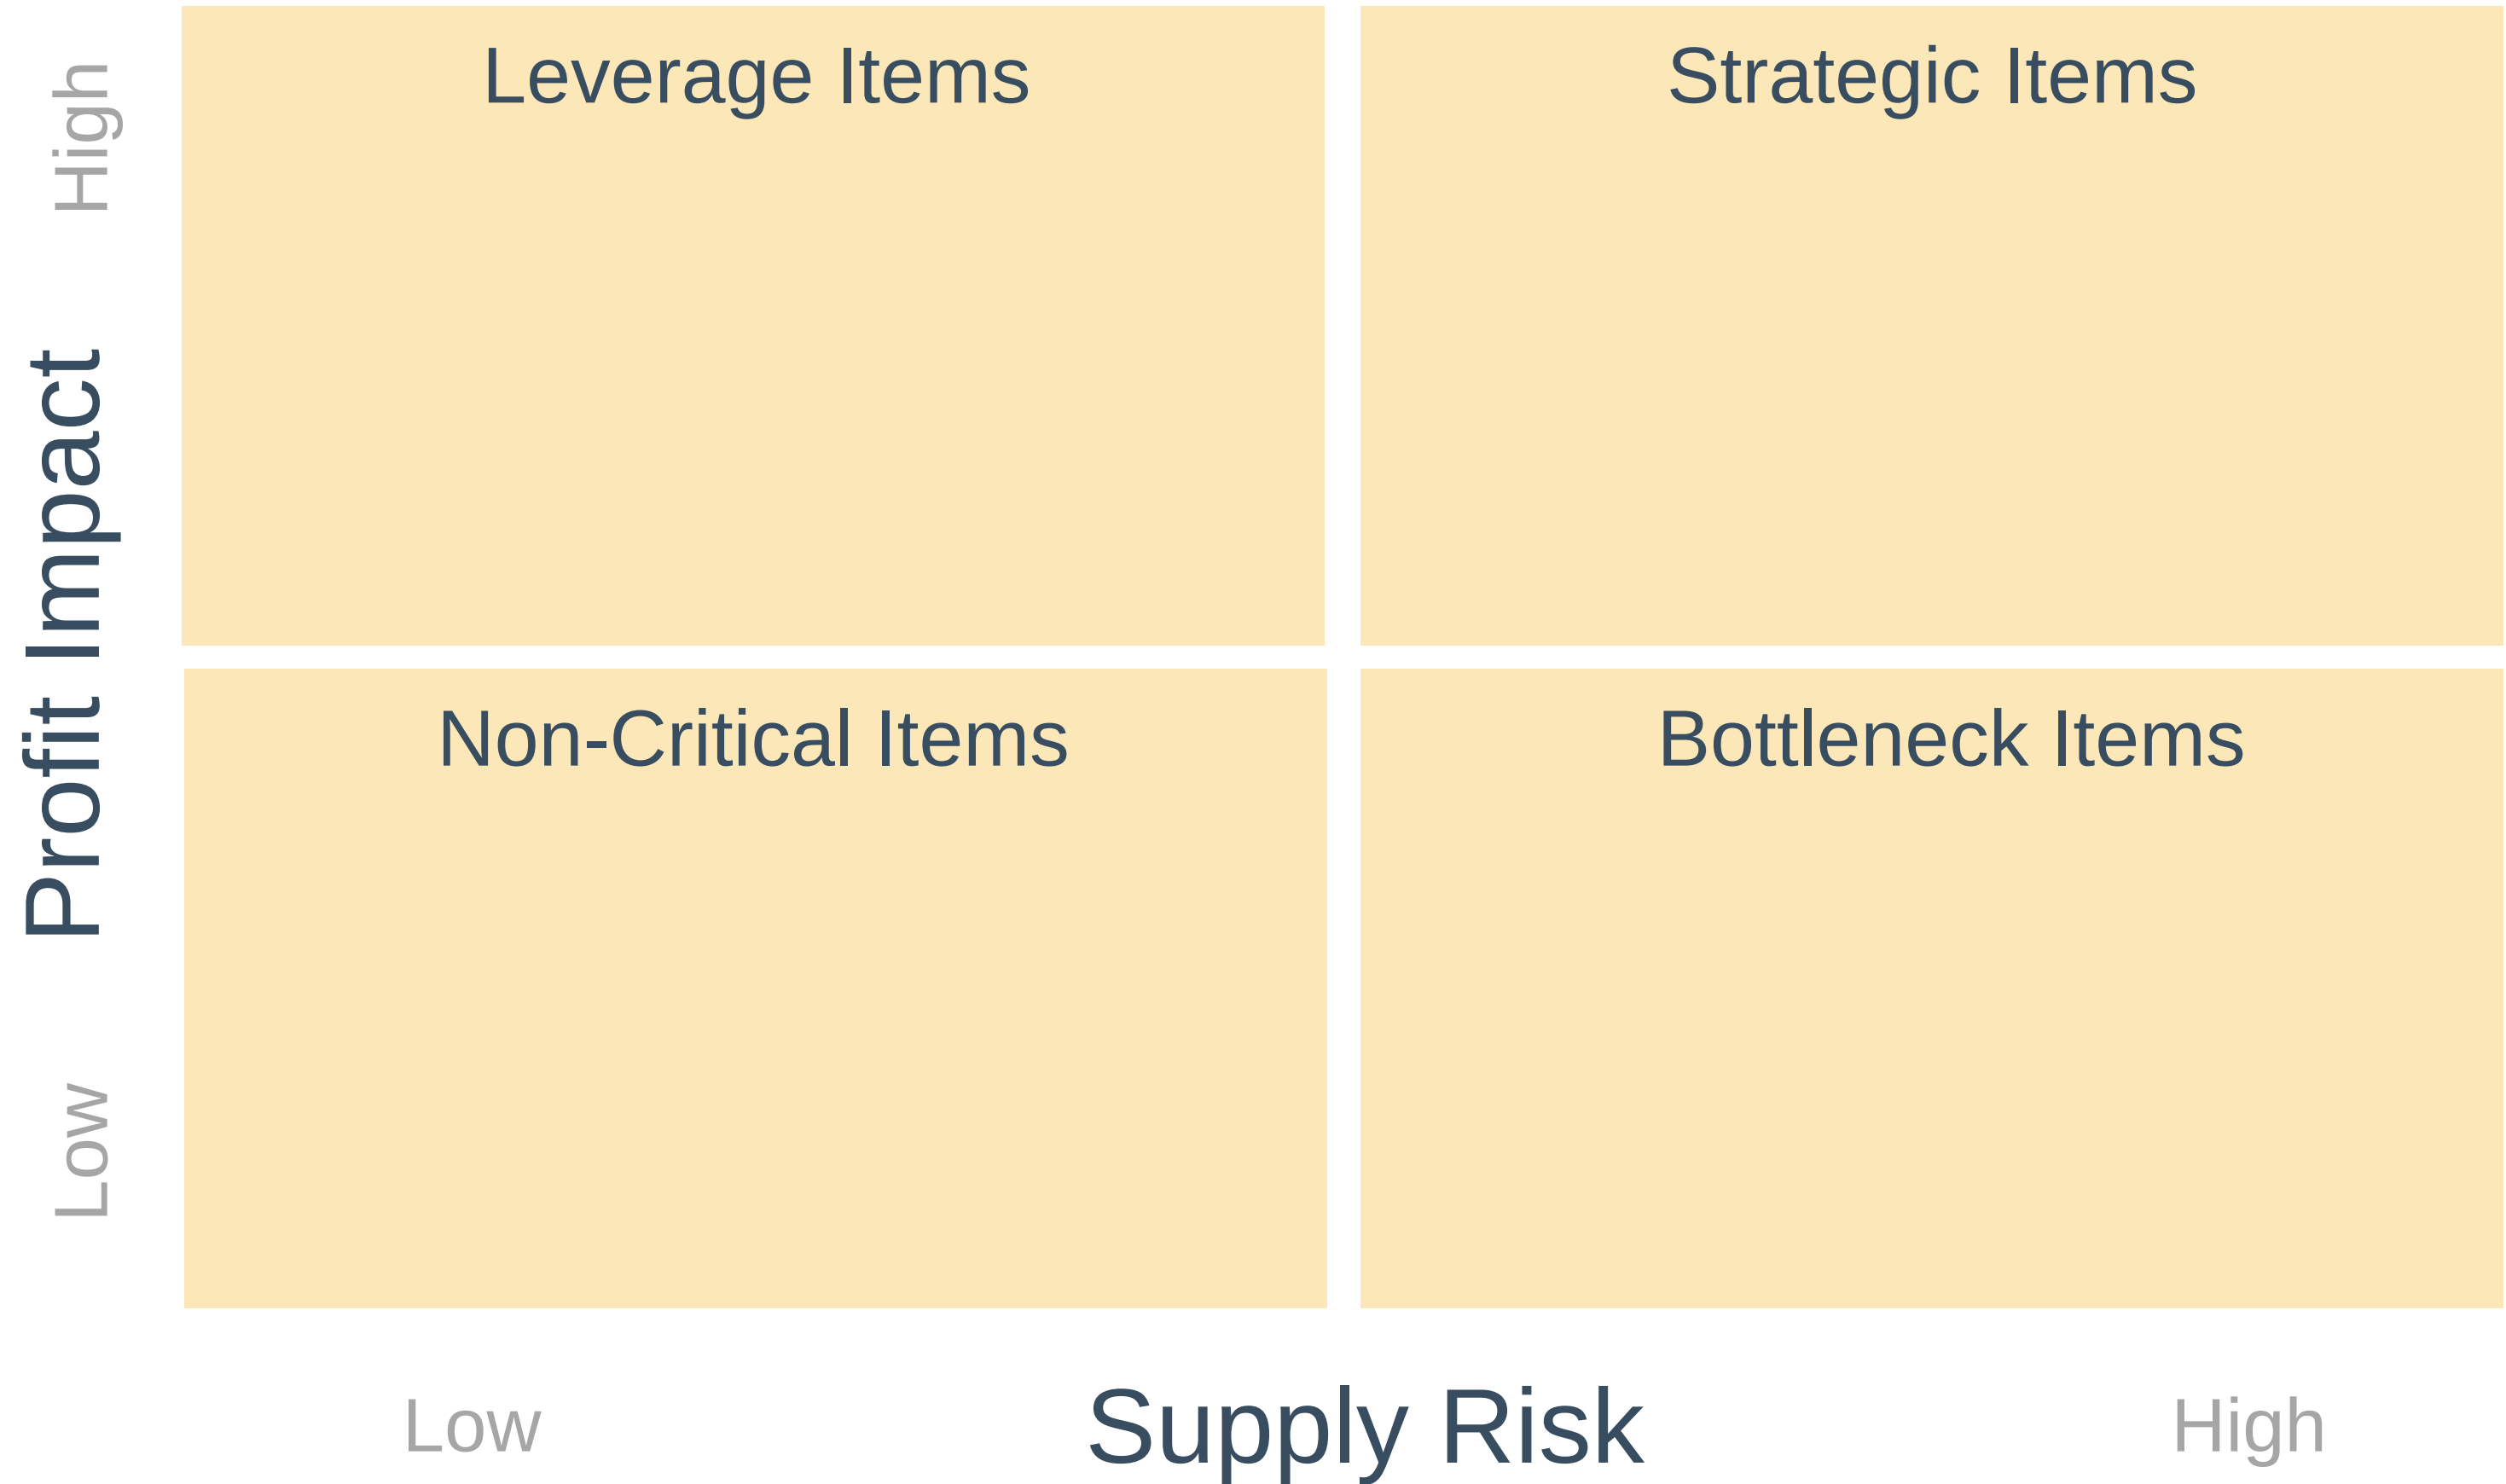 High
Leverage Items
Strategic Items
Profit Impact
Non-Critical Items
Bottleneck Items
Low
Low
Supply Risk
High